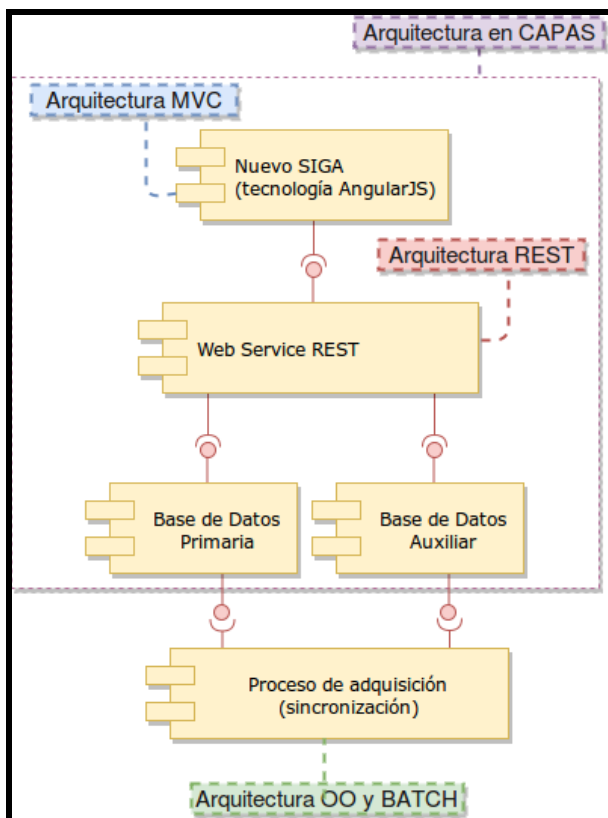 Arquitectura en CAPAS
Arquitectura MVC
Nuevo SIGA
(tecnología AngularJS)
Arquitectura REST
Web Service REST
Base de Datos
Primaria
Base de Datos
Auxiliar
Proceso de adquisición
(sincronización)
Arquitectura OO y BATCH